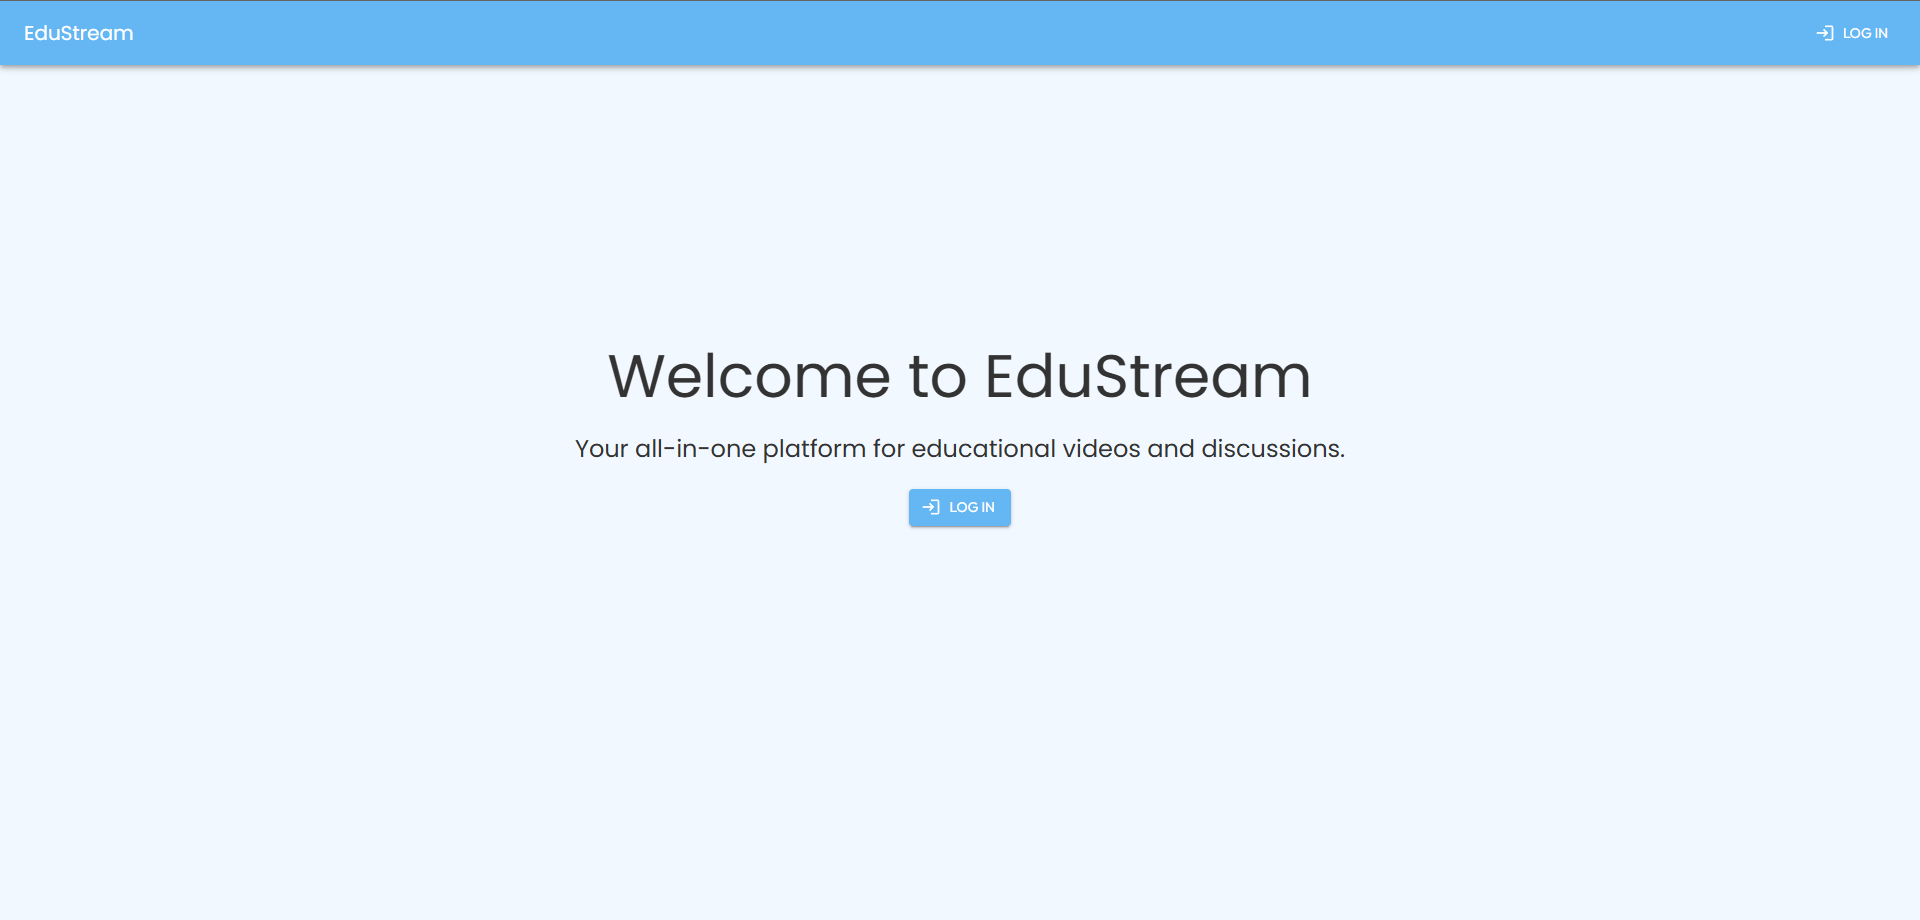 EduStream
LOG IN
Welcome to EduStream
Your all-in-one platform for educational videos and discussions.
LOG IN